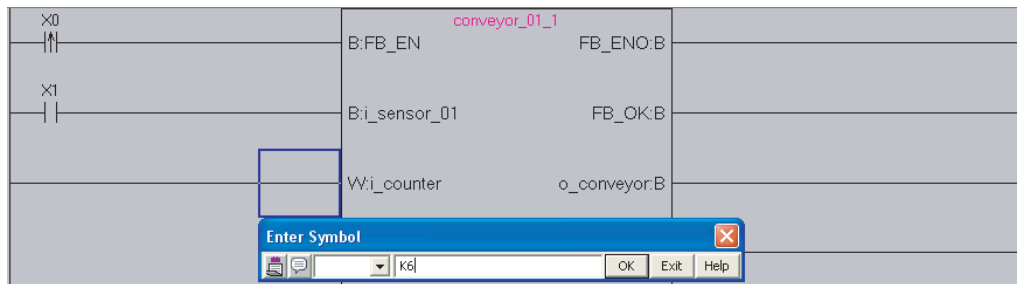 X0
conveyor_01_1
B:FB_EN FB_ENO:B
X1
B:i_sensor_01 FB_OK:B
W:i_counter o_conveyor:B
Enter Symbol
K6 OK Exit Help